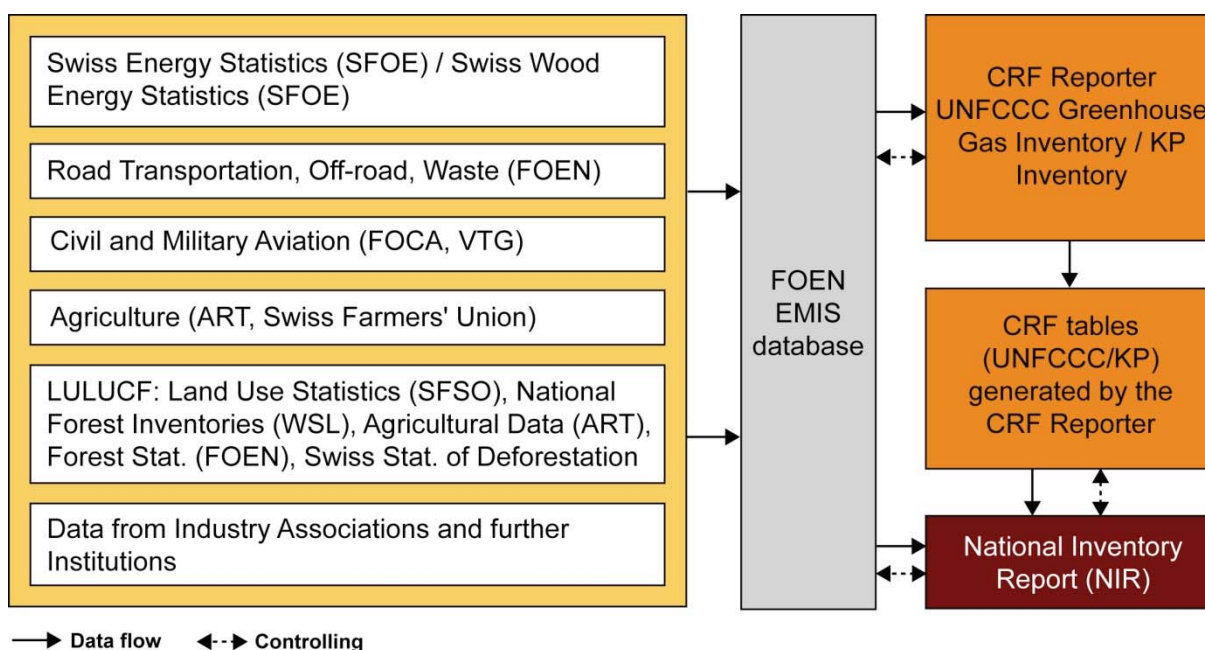 Swiss Energy Statistics (SFOE) / Swiss Wood
Energy Statistics (SFOE)
Road Transportation, Off-road, Waste (FOEN)
Civil and Military Aviation (FOCA, VTG)
Agriculture (ART, Swiss Farmers' Union)
LULUCF: Land Use Statistics (SFSO), National
Forest Inventories (WSL), Agricultural Data (ART),
Forest Stat. (FOEN), Swiss Stat. of Deforestation
Data from Industry Associations and further
Institutions
FOEN
EMIS
database
CRF Reporter
UNFCCC Greenhouse
Gas Inventory / KP
Inventory
CRF tables
(UNFCCC/KP)
generated by the
CRF Reporter
National Inventory
Report (NIR)
Data flow
Controlling